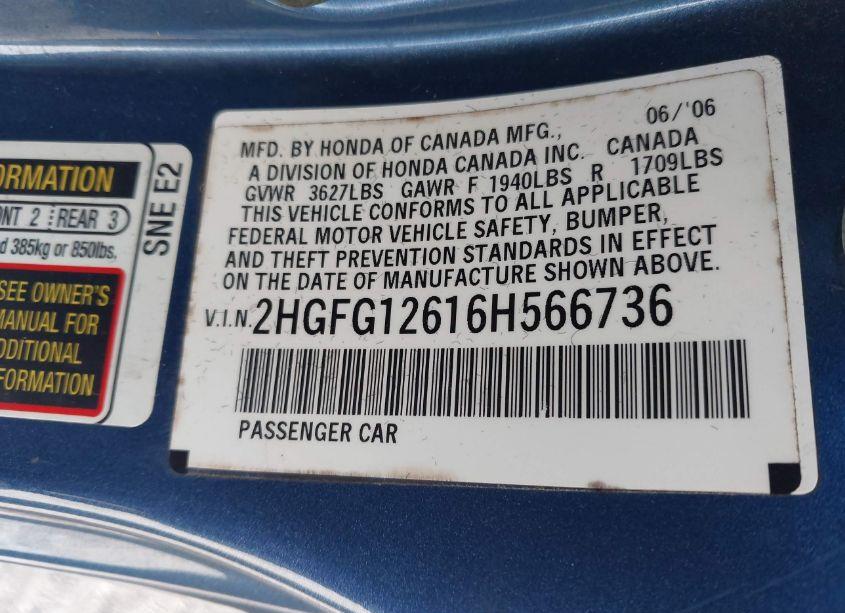 ORMATION
NT 2 REAR 3
d 385kg or 850lbs.
SEE OWNER'S
MANUAL FOR
DDITIONAL
FORMATION
SNE E2
06/'06
MFD. BY HONDA OF CANADA MFG.,
A DIVISION OF HONDA CANADA INC. CANADA
GVWR 3627LBS GAWR F 1940LBS R 1709LBS
THIS VEHICLE CONFORMS TO ALL APPLICABLE
FEDERAL MOTOR VEHICLE SAFETY, BUMPER,
AND THEFT PREVENTION STANDARDS IN EFFECT
ON THE DATE OF MANUFACTURE SHOWN ABOVE.
V.I.N. 2HGFG12616H566736
PASSENGER CAR